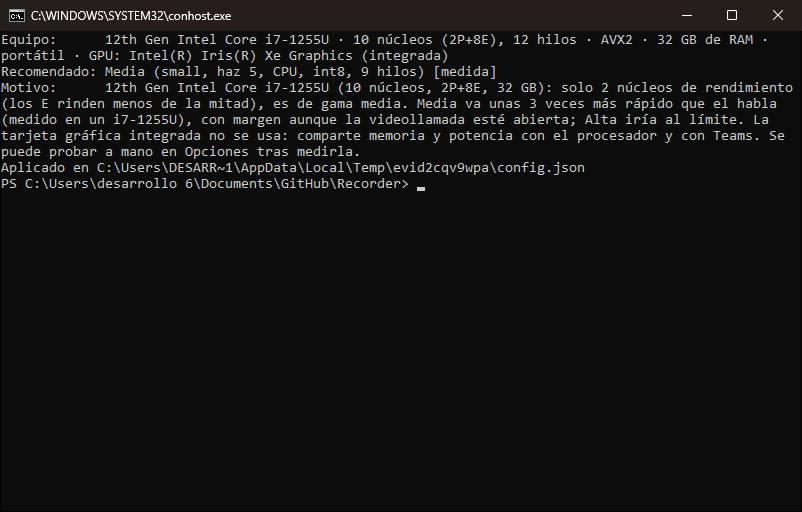 C:\WINDOWS\SYSTEM32\conhost.exe
Equipo:      12th Gen Intel Core i7-1255U · 10 núcleos (2P+8E), 12 hilos · AVX2 · 32 GB de RAM ·
portátil · GPU: Intel(R) Iris(R) Xe Graphics (integrada)
Recomendado: Media (small, haz 5, CPU, int8, 9 hilos) [medida]
Motivo:      12th Gen Intel Core i7-1255U (10 núcleos, 2P+8E, 32 GB): solo 2 núcleos de rendimiento
(los E rinden menos de la mitad), es de gama media. Media va unas 3 veces más rápido que el habla
(medido en un i7-1255U), con margen aunque la videollamada esté abierta; Alta iría al límite. La
tarjeta gráfica integrada no se usa: comparte memoria y potencia con el procesador y con Teams. Se
puede probar a mano en Opciones tras medirla.
Aplicado en C:\Users\DESARR~1\AppData\Local\Temp\evid2cqv9wpa\config.json
PS C:\Users\desarrollo 6\Documents\GitHub\Recorder>